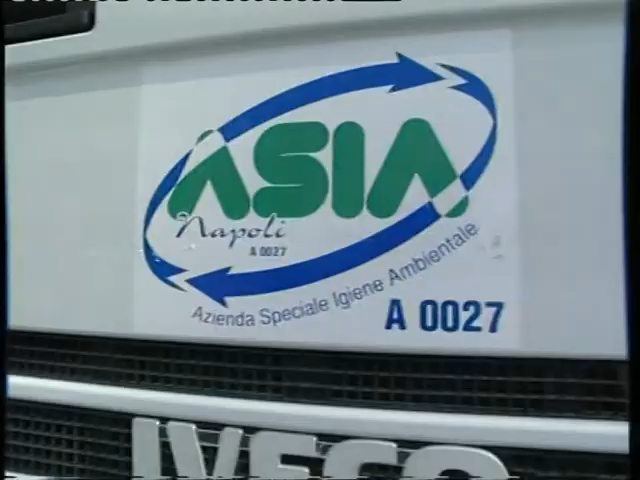 ASIA
Napoli
A 0027
Azienda Speciale Igiene Ambientale
A 0027
IVECO